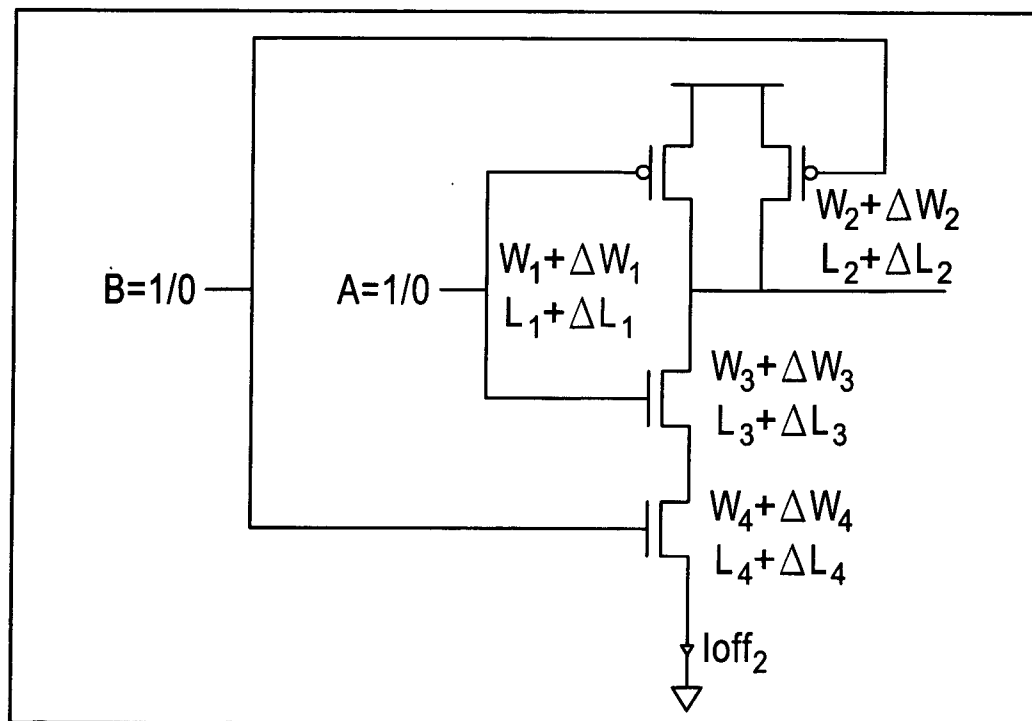 W₂+ΔW₂
L₂+ΔL₂
B=1/0
A=1/0
W₁+ΔW₁
L₁+ΔL₁
W₃+ΔW₃
L₃+ΔL₃
W₄+ΔW₄
L₄+ΔL₄
Ioff₂